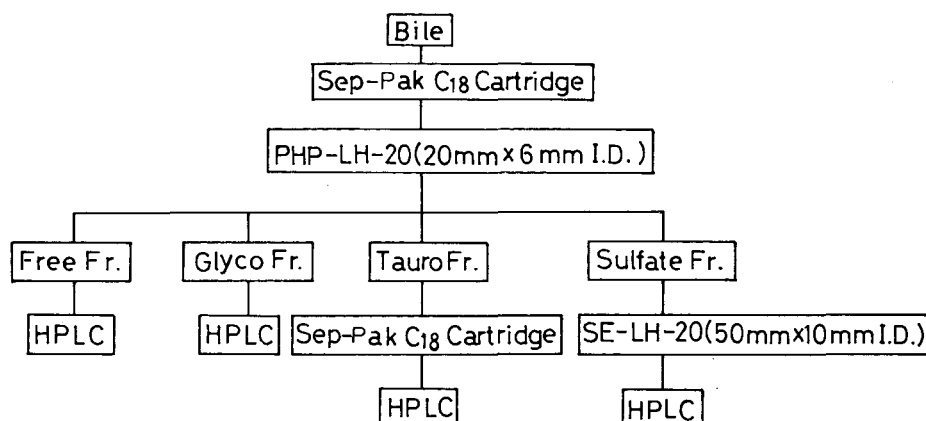 Bile
Sep-Pak C18 Cartridge
PHP-LH-20(20mm×6mm I.D.)
Free Fr.
Glyco Fr.
Tauro Fr.
Sulfate Fr.
HPLC
HPLC
Sep-Pak C18 Cartridge
SE-LH-20(50mm×10mm I.D.)
HPLC
HPLC